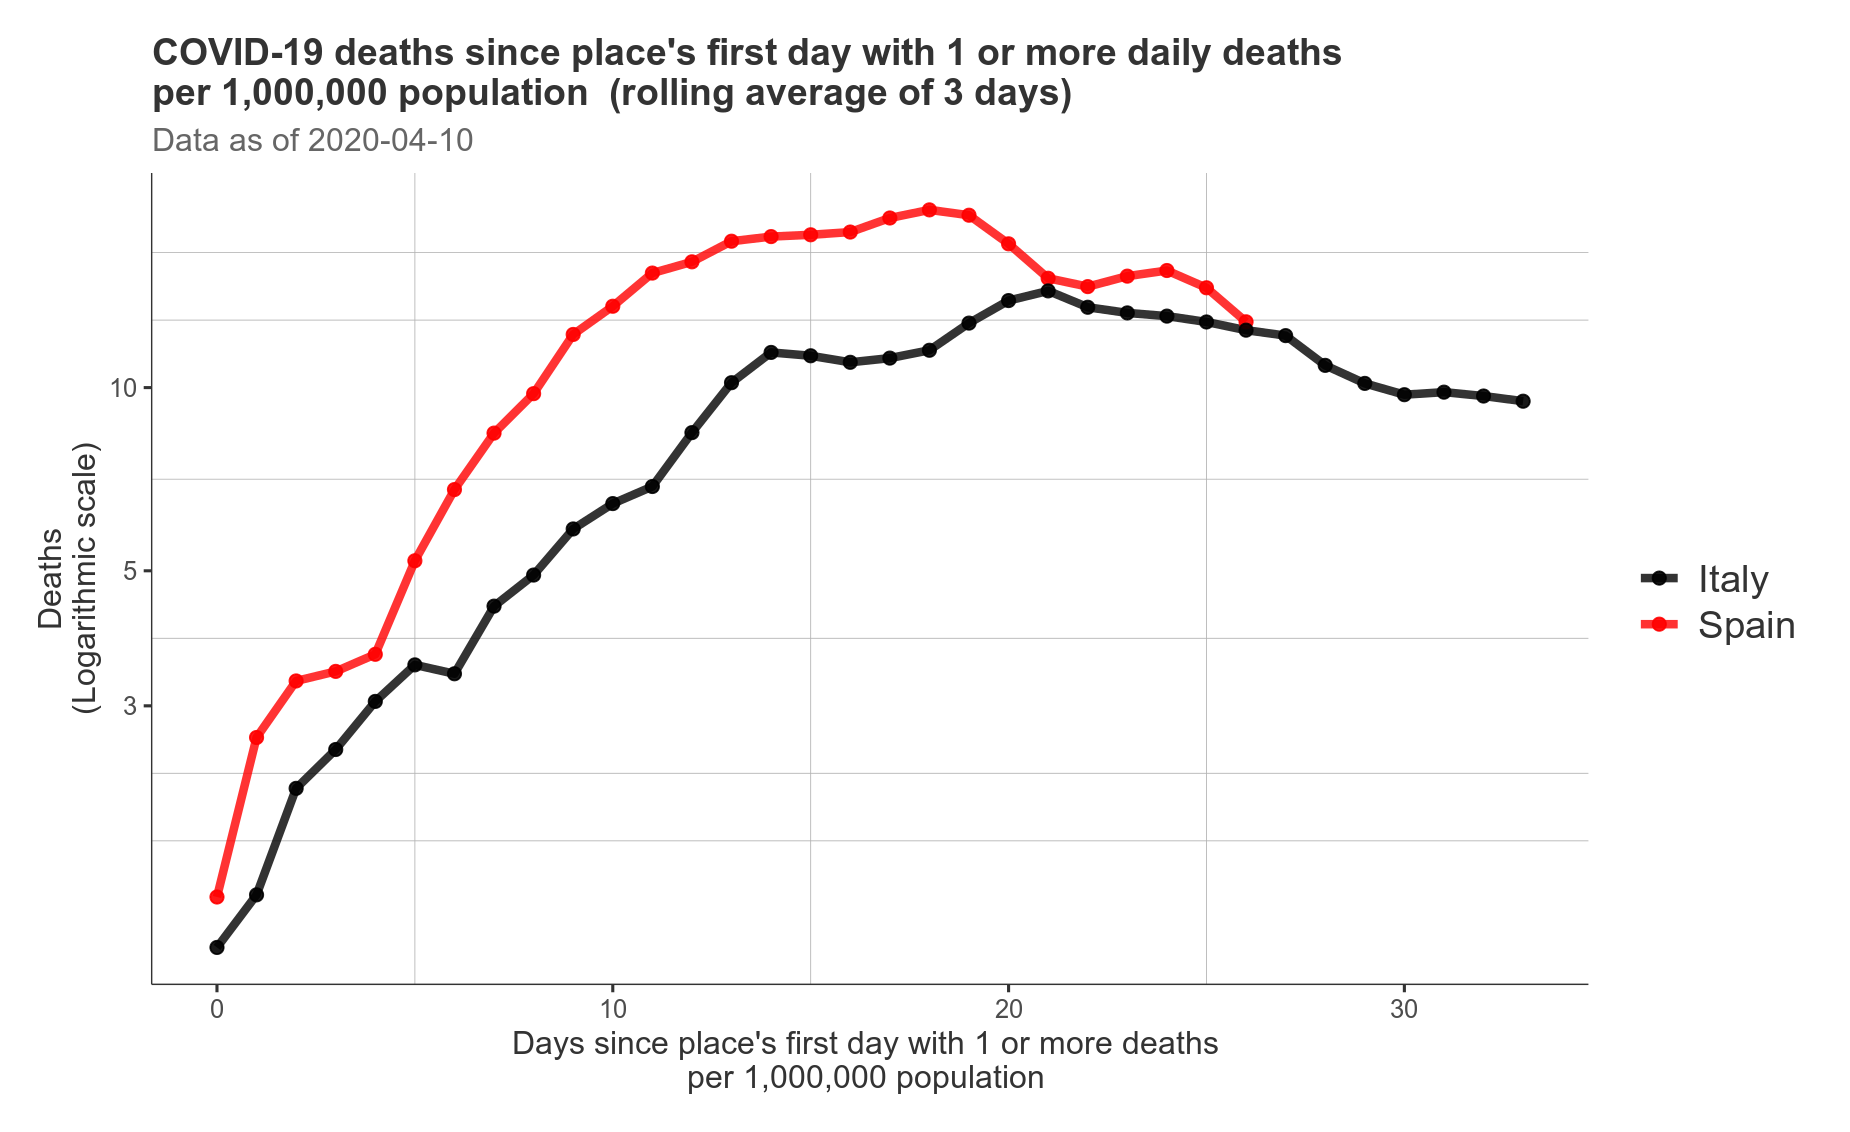 COVID-19 deaths since place's first day with 1 or more daily deaths
per 1,000,000 population  (rolling average of 3 days)
Data as of 2020-04-10
Deaths
(Logarithmic scale)
10
5
3
0
10
20
30
Days since place's first day with 1 or more deaths
per 1,000,000 population
Italy
Spain